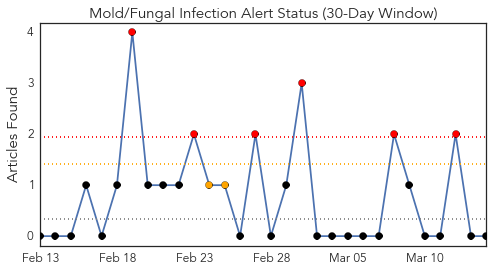 Mold/Fungal Infection Alert Status (30-Day Window)
Articles Found
4
3
2
1
0
Feb 13 Feb 18 Feb 23 Feb 28 Mar 05 Mar 10